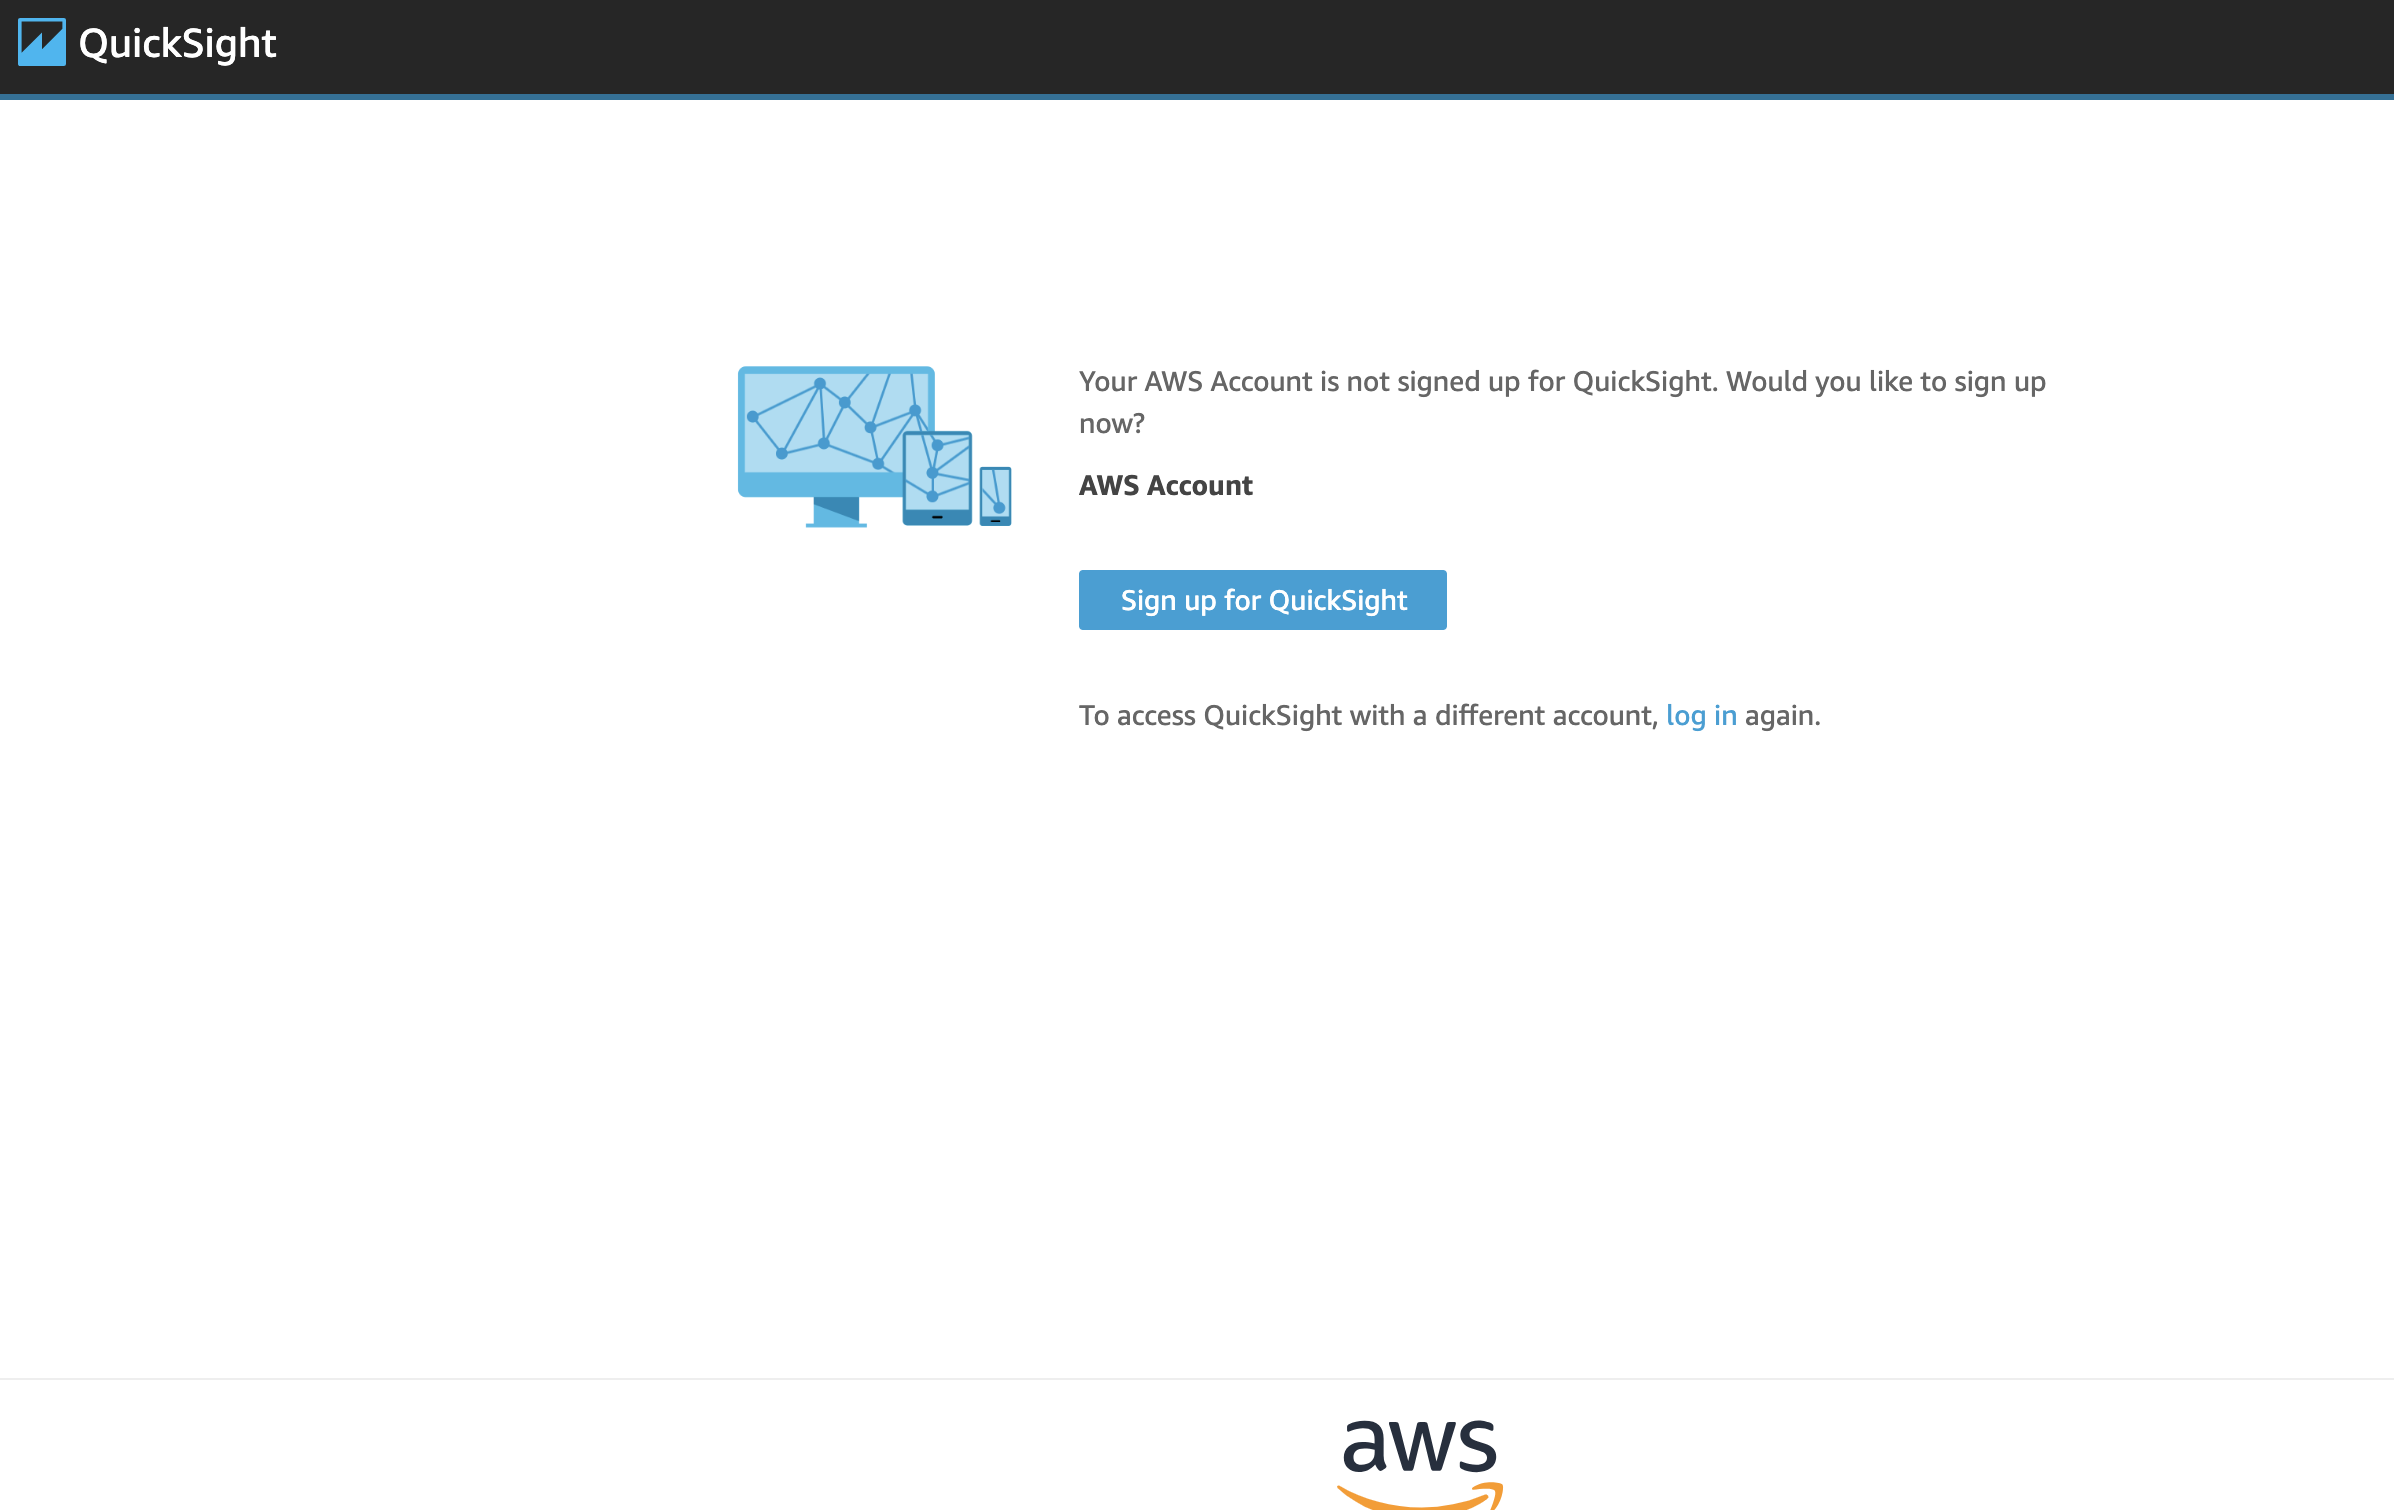 QuickSight
Your AWS Account is not signed up for QuickSight. Would you like to sign up
now?
AWS Account
Sign up for QuickSight
To access QuickSight with a different account, log in again.
aws